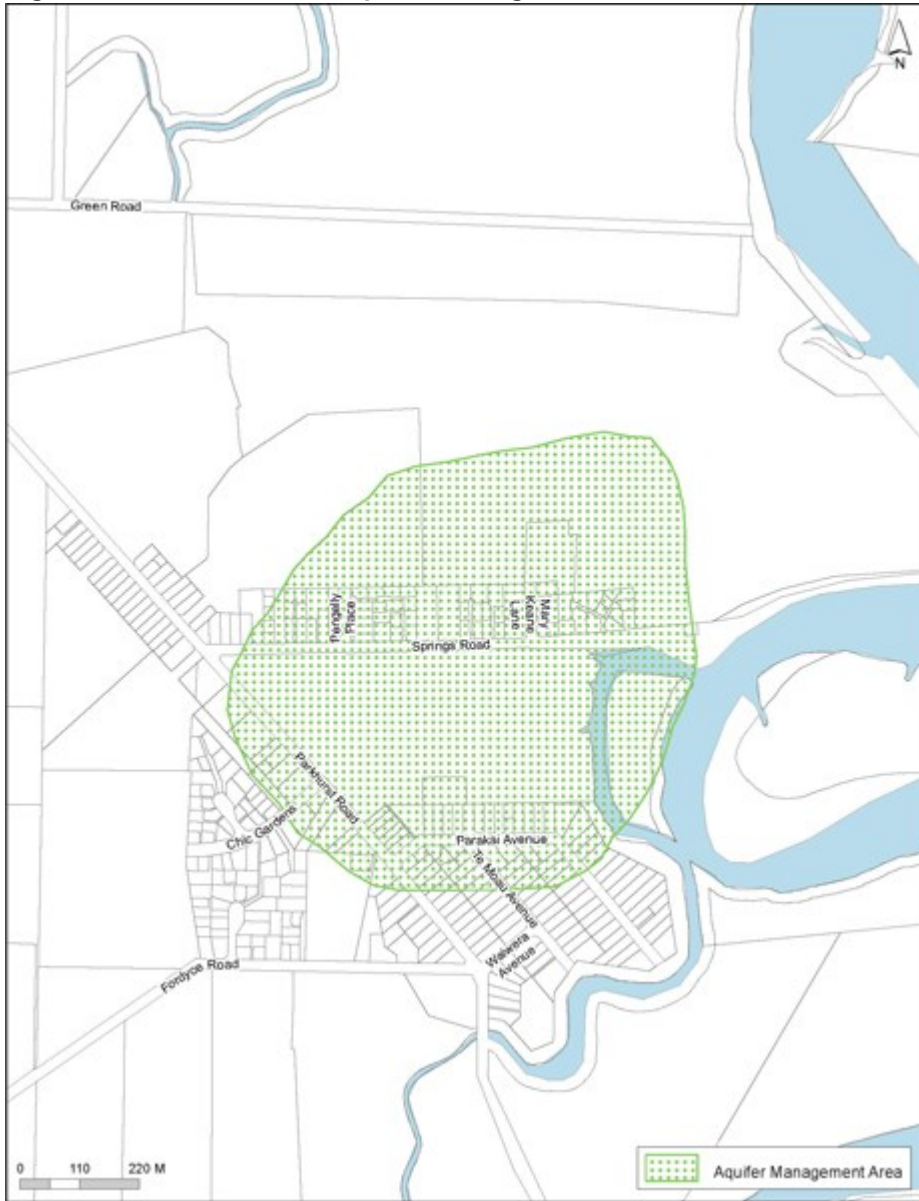 N
Green Road
Pengelly
Place
Mary
Keane
Lane
Springs Road
Parkhurst Road
Chic Gardens
Parakai Avenue
Te Moau Avenue
Waiwera
Avenue
Fordyce Road
0 110 220 M
Aquifer Management Area